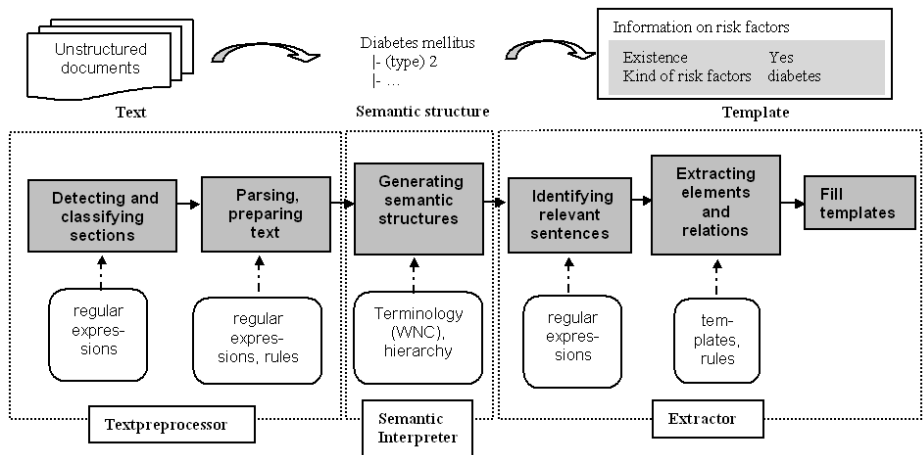 Unstructured
documents
Text
Diabetes mellitus
|- (type) 2
|- ...
Semantic structure
Information on risk factors
Existence Yes
Kind of risk factors diabetes
Template
Detecting and
classifying
sections
Parsing,
preparing
text
Generating
semantic
structures
Identifying
relevant
sentences
Extracting
elements
and
relations
Fill
templates
regular
expres-
sions
regular
expres-
sions, rules
Terminology
(WNC),
hierarchy
regular
expres-
sions
tem-
plates,
rules
Textpreprocessor
Semantic
Interpreter
Extractor